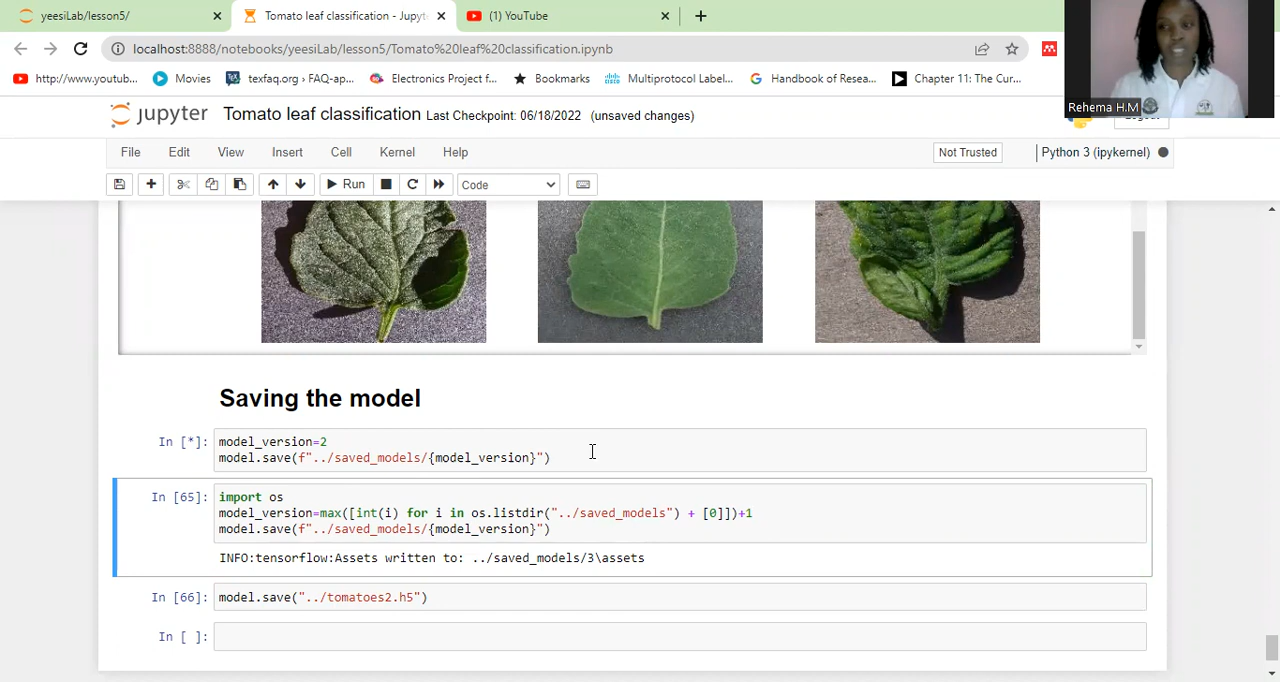 yeesiLab/lesson5/
Tomato leaf classification - Jupyt
(1) YouTube
localhost:8888/notebooks/yeesiLab/lesson5/Tomato%20leaf%20classification.ipynb
http://www.youtub...
Movies
texfaq.org › FAQ-ap...
Electronics Project f...
Bookmarks
Multiprotocol Label...
Handbook of Resea...
Chapter 11: The Cur...
Rehema H.M
jupyter Tomato leaf classification Last Checkpoint: 06/18/2022 (unsaved changes)
File Edit View Insert Cell Kernel Help
Not Trusted
Python 3 (ipykernel)
Run
Code
Saving the model
In [*]: model_version=2
model.save(f"../saved_models/{model_version}")
In [65]: import os
model_version=max([int(i) for i in os.listdir("../saved_models") + [0]])+1
model.save(f"../saved_models/{model_version}")
INFO:tensorflow:Assets written to: ../saved_models/3\assets
In [66]: model.save("../tomatoes2.h5")
In [ ]: